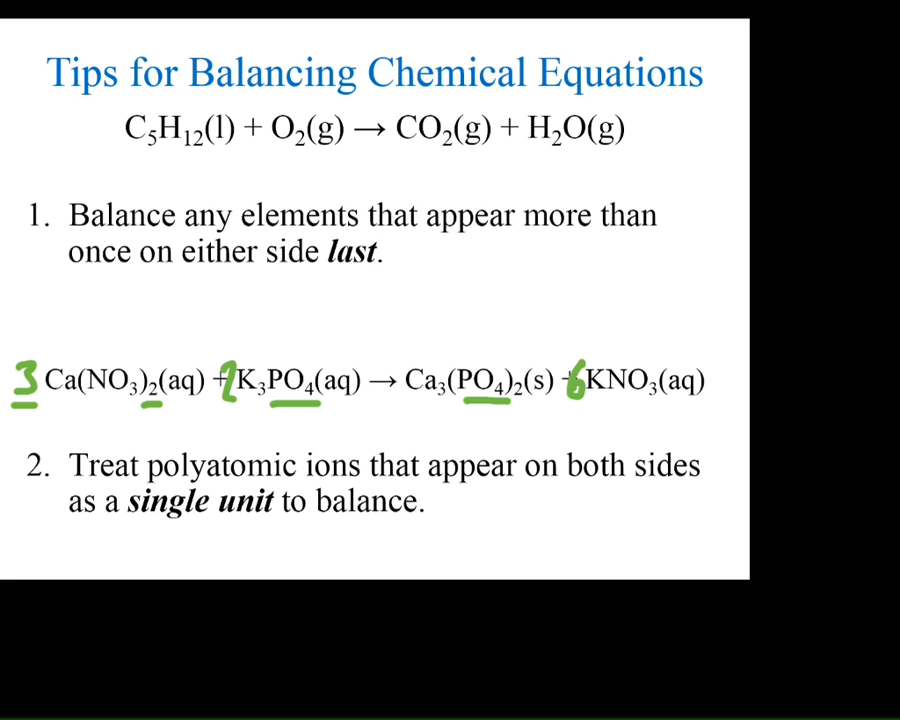 Tips for Balancing Chemical Equations
C₅H₁₂(l) + O₂(g) → CO₂(g) + H₂O(g)
1. Balance any elements that appear more than
once on either side last.
3 Ca(NO₃)₂(aq) + 2 K₃PO₄(aq) → Ca₃(PO₄)₂(s) + 6 KNO₃(aq)
2. Treat polyatomic ions that appear on both sides
as a single unit to balance.